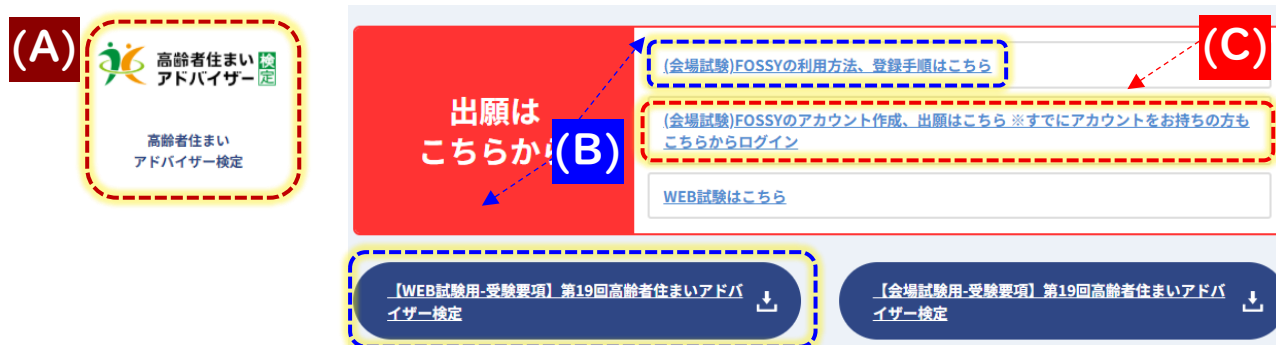 (A)
高齢者住まい
アドバイザー
検定
高齢者住まい
アドバイザー検定
出願は
こちらから
(B)
(C)
(会場試験)FOSSYの利用方法、登録手順はこちら
(会場試験)FOSSYのアカウント作成、出願はこちら ※すでにアカウントをお持ちの方も
こちらからログイン
WEB試験はこちら
【WEB試験用-受験要項】第19回高齢者住まいアドバ
イザー検定
【会場試験用-受験要項】第19回高齢者住まいアドバ
イザー検定